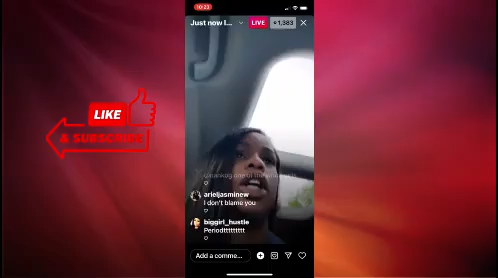 10:23
Just now l...
LIVE
1,383
LIKE
& SUBSCRIBE
arieljasminew
I don't blame you
biggirl_hustle
Periodttttttttt
Add a comme...